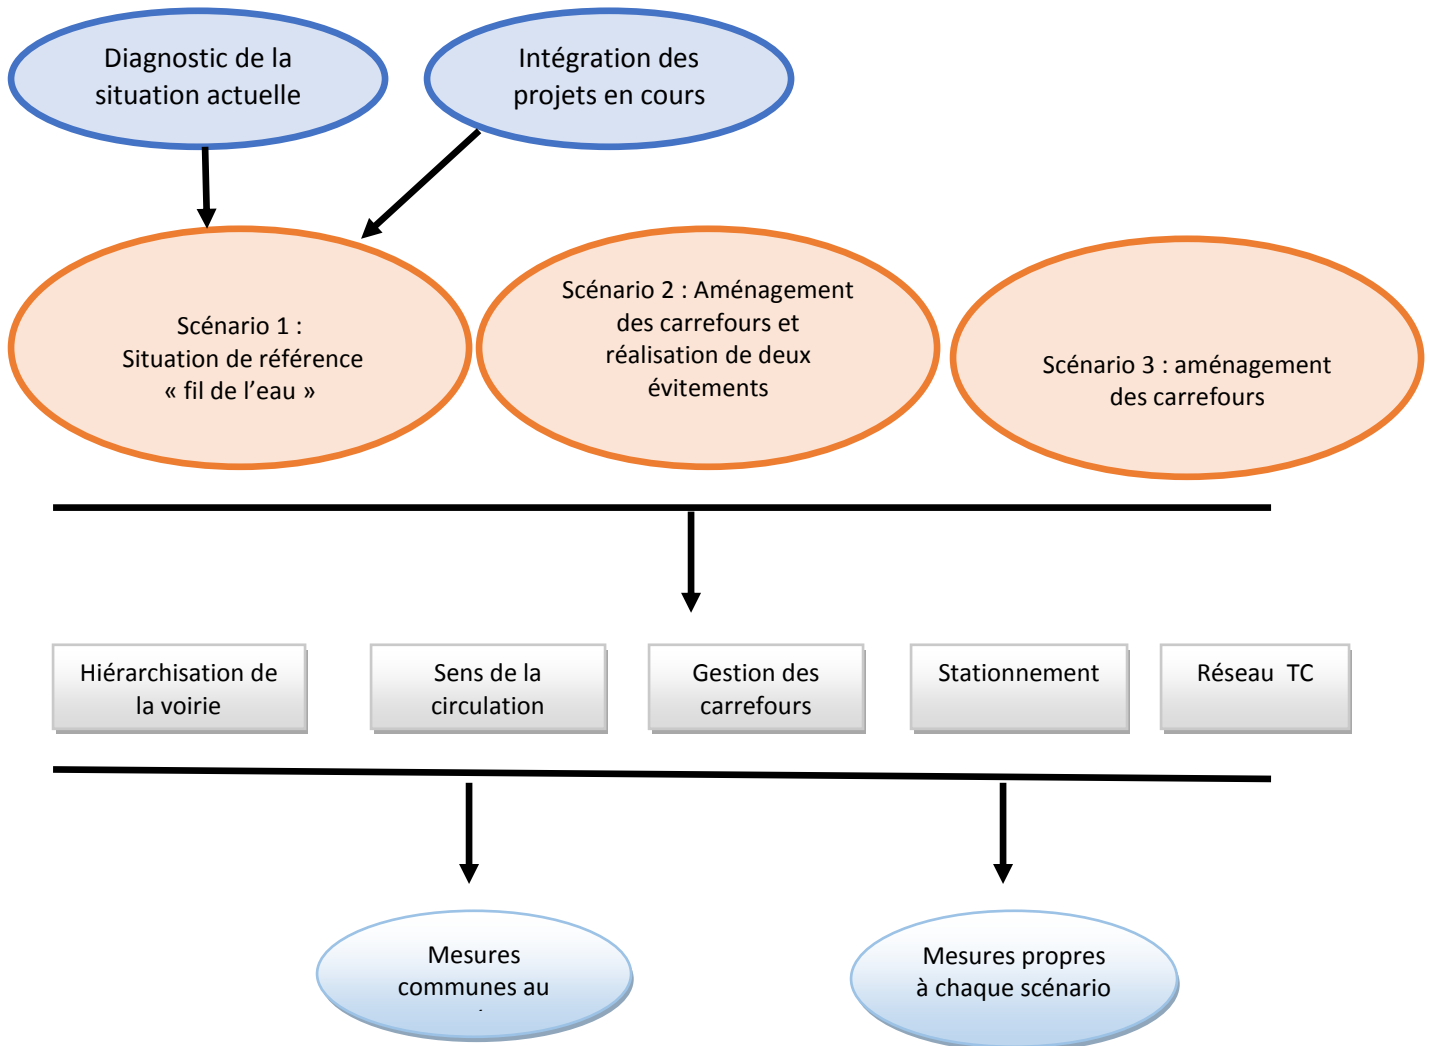 Diagnostic de la
situation actuelle
Intégration des
projets en cours
Scénario 1 :
Situation de référence
« fil de l’eau »
Scénario 2 : Aménagement
des carrefours et
réalisation de deux
évitements
Scénario 3 : aménagement
des carrefours
Hiérarchisation de
la voirie
Sens de la
circulation
Gestion des
carrefours
Stationnement
Réseau TC
Mesures
communes au
Mesures propres
à chaque scénario